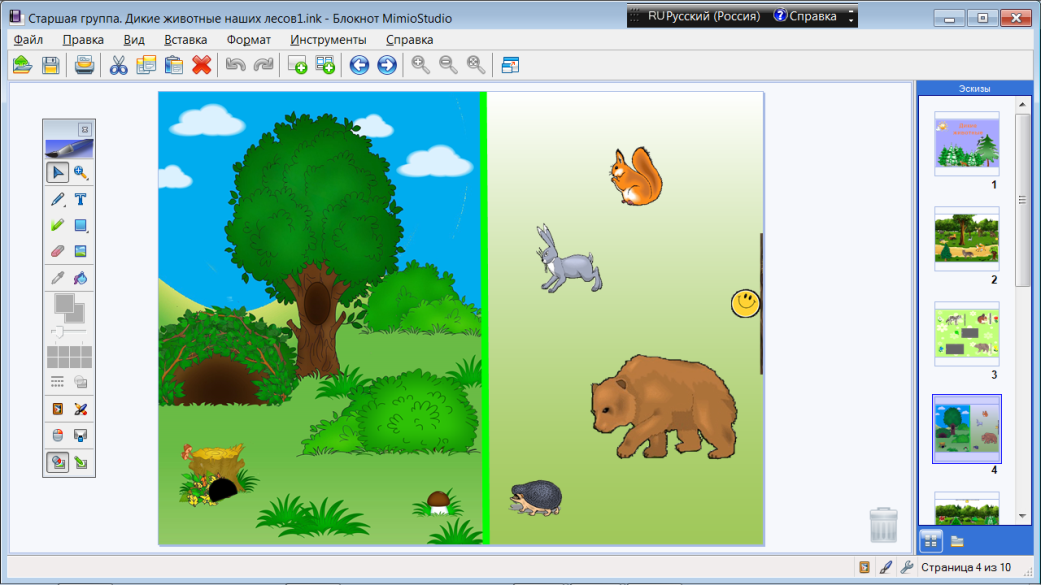 Старшая группа. Дикие животные наших лесов1.ink - Блокнот MimioStudio
RU Русский (Россия) Справка
Файл Правка Вид Вставка Формат Инструменты Справка
Эскизы
1
2
3
4
Страница 4 из 10